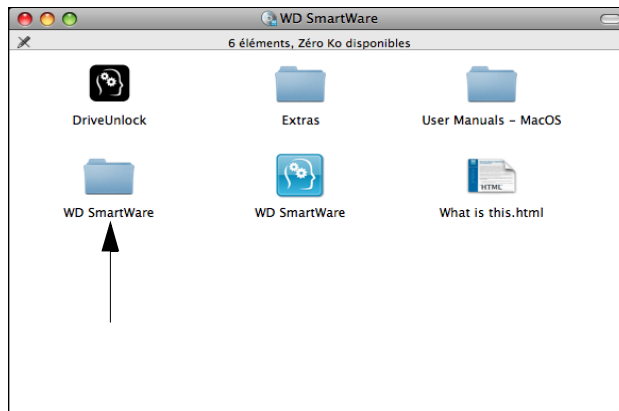 WD SmartWare
6 éléments, Zéro Ko disponibles
DriveUnlock
Extras
User Manuals – MacOS
WD SmartWare
WD SmartWare
HTML
What is this.html